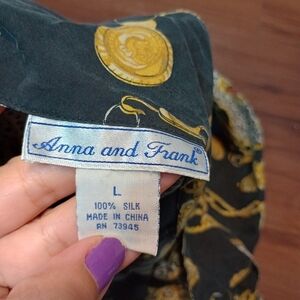 Anna and Frank®
L
100% SILK
MADE IN CHINA
RN 73945